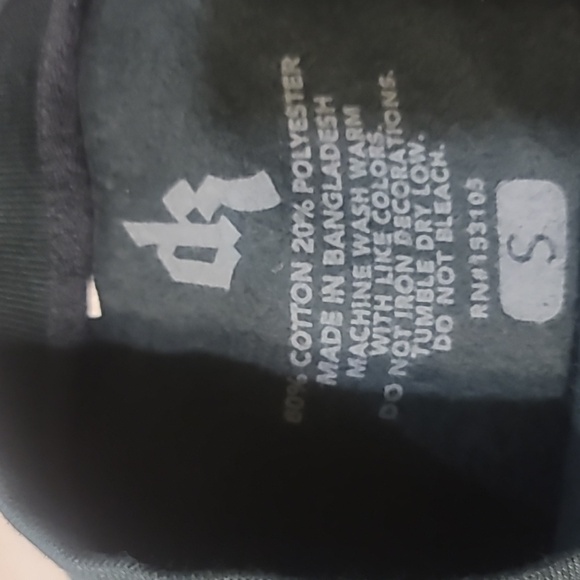 80% COTTON 20% POLYESTER
MADE IN BANGLADESH
MACHINE WASH WARM
WITH LIKE COLORS.
DO NOT IRON DECORATIONS.
TUMBLE DRY LOW.
DO NOT BLEACH.
RN#153105
S